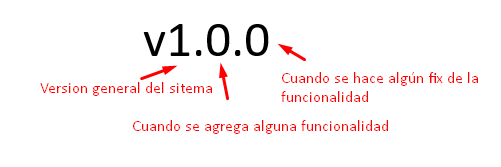 v1.0.0
Version general del sitema
Cuando se hace algún fix de la
funcionalidad
Cuando se agrega alguna funcionalidad